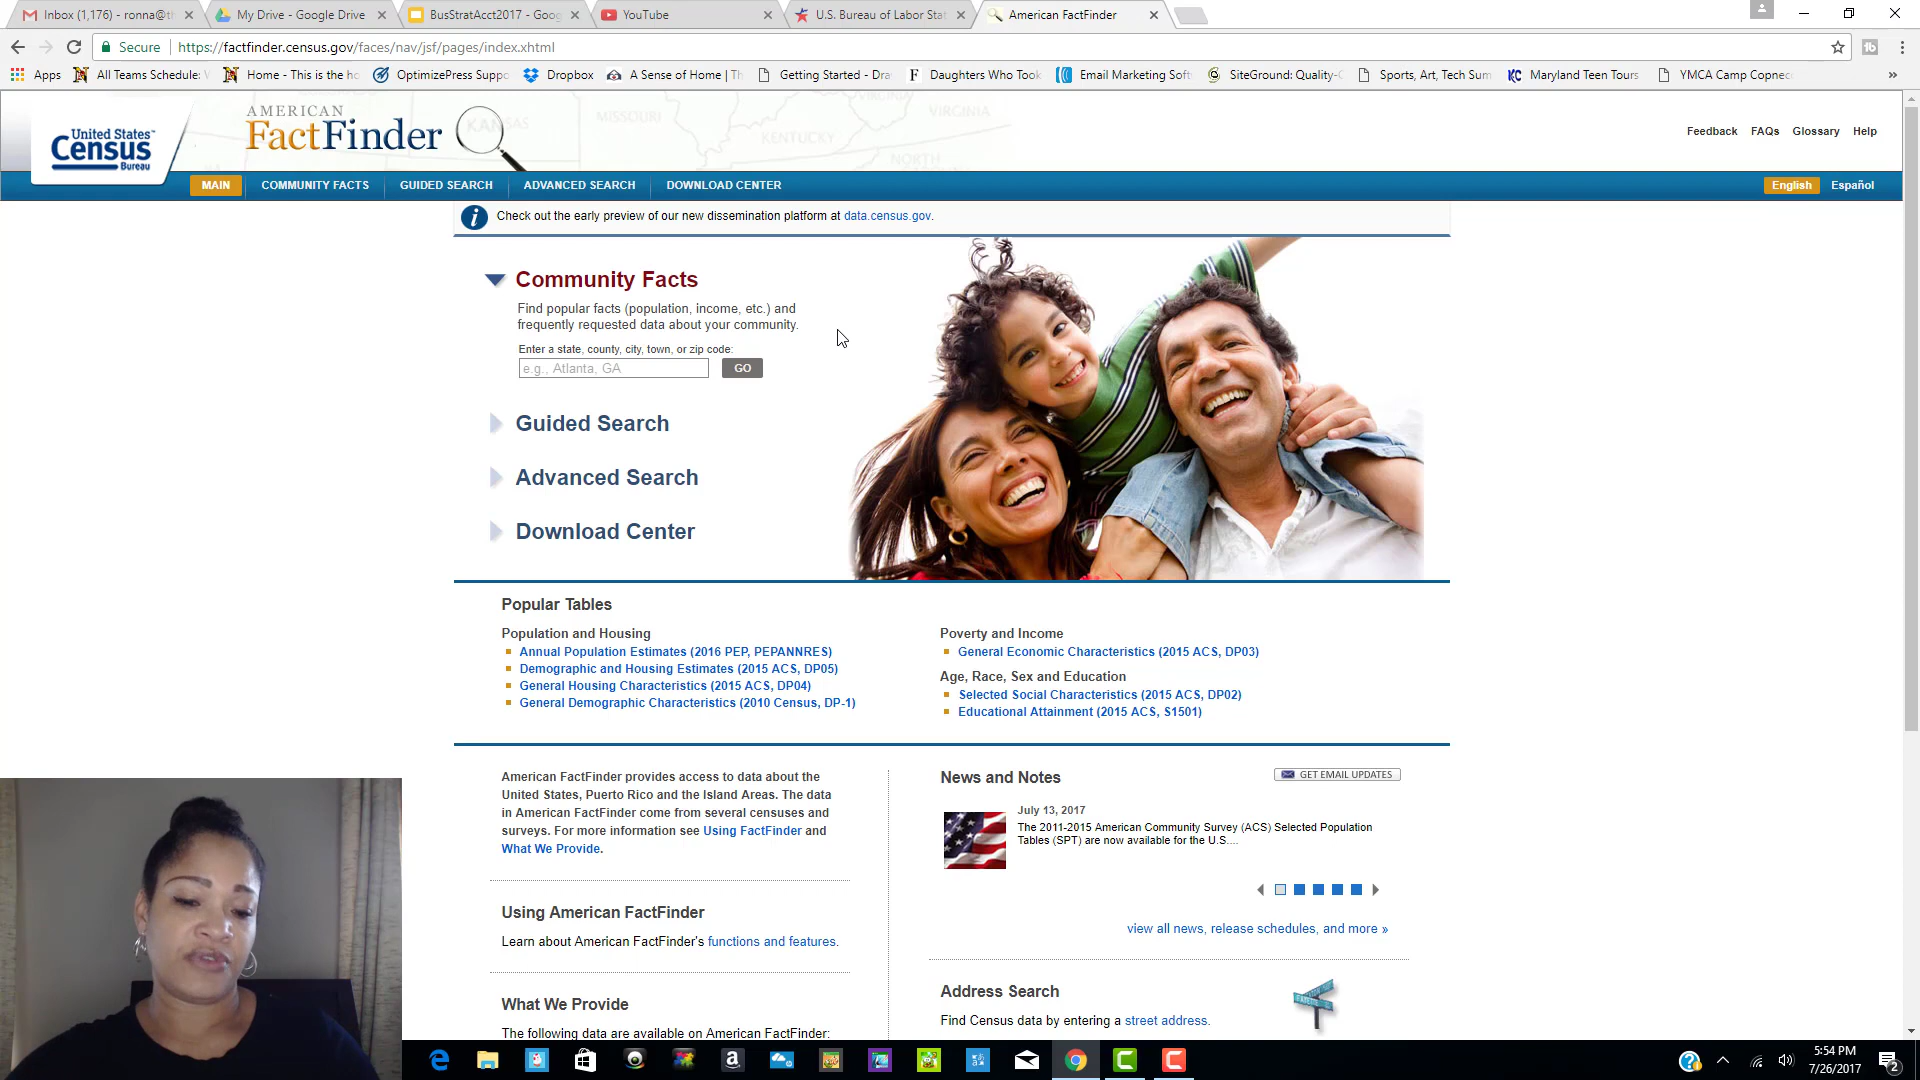 Inbox (1,176) - ronna@th
My Drive - Google Drive
BusStratAcct2017 - Goog
YouTube
U.S. Bureau of Labor Stat
American FactFinder
Secure
https://factfinder.census.gov/faces/nav/jsf/pages/index.xhtml
Apps
All Teams Schedule:
Home - This is the ho
OptimizePress Suppo
Dropbox
A Sense of Home | Th
Getting Started - Dra
Daughters Who Took
Email Marketing Soft
SiteGround: Quality-C
Sports, Art, Tech Sum
Maryland Teen Tours
YMCA Camp Copnec
United States™
Census
Bureau
AMERICAN
FactFinder
KANSAS
MISSOURI
VIRGINIA
VIRGINIA
KENTUCKY
NORTH
Feedback
FAQs
Glossary
Help
MAIN
COMMUNITY FACTS
GUIDED SEARCH
ADVANCED SEARCH
DOWNLOAD CENTER
English
Español
Check out the early preview of our new dissemination platform at data.census.gov.
Community Facts
Find popular facts (population, income, etc.) and
frequently requested data about your community.
Enter a state, county, city, town, or zip code:
e.g., Atlanta, GA
GO
Guided Search
Advanced Search
Download Center
Popular Tables
Population and Housing
Annual Population Estimates (2016 PEP, PEPANNRES)
Demographic and Housing Estimates (2015 ACS, DP05)
General Housing Characteristics (2015 ACS, DP04)
General Demographic Characteristics (2010 Census, DP-1)
Poverty and Income
General Economic Characteristics (2015 ACS, DP03)
Age, Race, Sex and Education
Selected Social Characteristics (2015 ACS, DP02)
Educational Attainment (2015 ACS, S1501)
American FactFinder provides access to data about the
United States, Puerto Rico and the Island Areas. The data
in American FactFinder come from several censuses and
surveys. For more information see Using FactFinder and
What We Provide.
Using American FactFinder
Learn about American FactFinder's functions and features.
What We Provide
The following data are available on American FactFinder:
News and Notes
GET EMAIL UPDATES
July 13, 2017
The 2011-2015 American Community Survey (ACS) Selected Population
Tables (SPT) are now available for the U.S....
view all news, release schedules, and more »
Address Search
Find Census data by entering a street address.
5:54 PM
7/26/2017
2